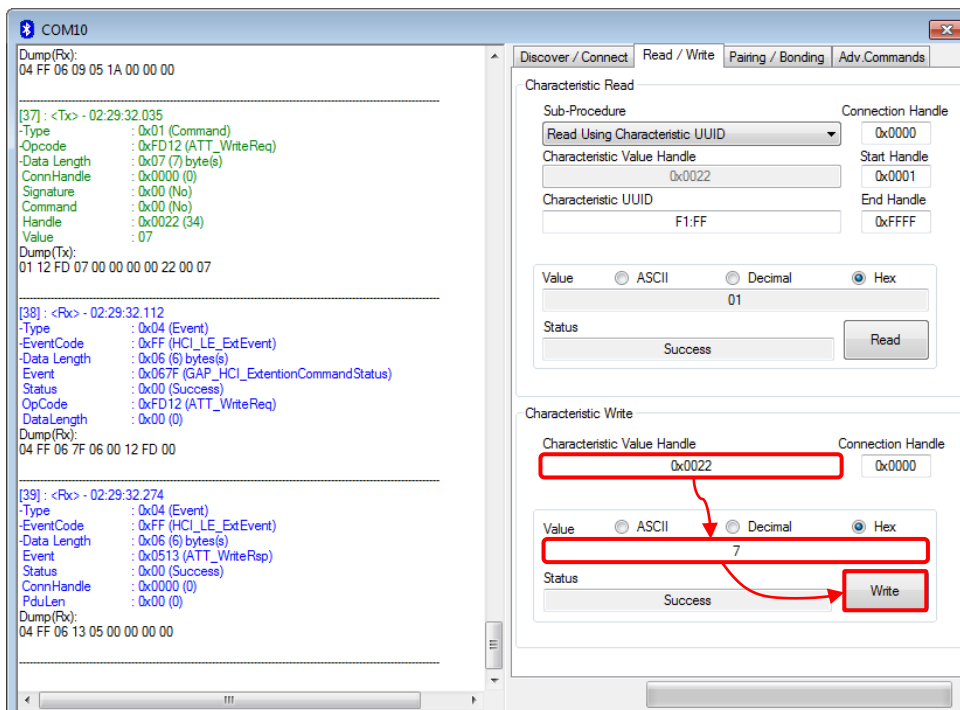 COM10
Dump(Rx):
04 FF 06 09 05 1A 00 00 00
[37] : <Tx> - 02:29:32.035
-Type : 0x01 (Command)
-Opcode : 0xFD12 (ATT_WriteReq)
-Data Length : 0x07 (7) byte(s)
ConnHandle : 0x0000 (0)
Signature : 0x00 (No)
Command : 0x00 (No)
Handle : 0x0022 (34)
Value : 07
Dump(Tx):
01 12 FD 07 00 00 00 00 22 00 07
[38] : <Rx> - 02:29:32.112
-Type : 0x04 (Event)
-EventCode : 0xFF (HCI_LE_ExtEvent)
-Data Length : 0x06 (6) bytes(s)
Event : 0x067F (GAP_HCI_ExtentionCommandStatus)
Status : 0x00 (Success)
OpCode : 0xFD12 (ATT_WriteReq)
DataLength : 0x00 (0)
Dump(Rx):
04 FF 06 7F 06 00 12 FD 00
[39] : <Rx> - 02:29:32.274
-Type : 0x04 (Event)
-EventCode : 0xFF (HCI_LE_ExtEvent)
-Data Length : 0x06 (6) bytes(s)
Event : 0x0513 (ATT_WriteRsp)
Status : 0x00 (Success)
ConnHandle : 0x0000 (0)
PduLen : 0x00 (0)
Dump(Rx):
04 FF 06 13 05 00 00 00 00
Discover / Connect Read / Write Pairing / Bonding Adv.Commands
Characteristic Read
Sub-Procedure Connection Handle
Read Using Characteristic UUID 0x0000
Characteristic Value Handle Start Handle
0x0022 0x0001
Characteristic UUID End Handle
F1:FF 0xFFFF
Value ASCII Decimal Hex
01
Status
Success Read
Characteristic Write
Characteristic Value Handle Connection Handle
0x0022 0x0000
Value ASCII Decimal Hex
7
Status
Success Write